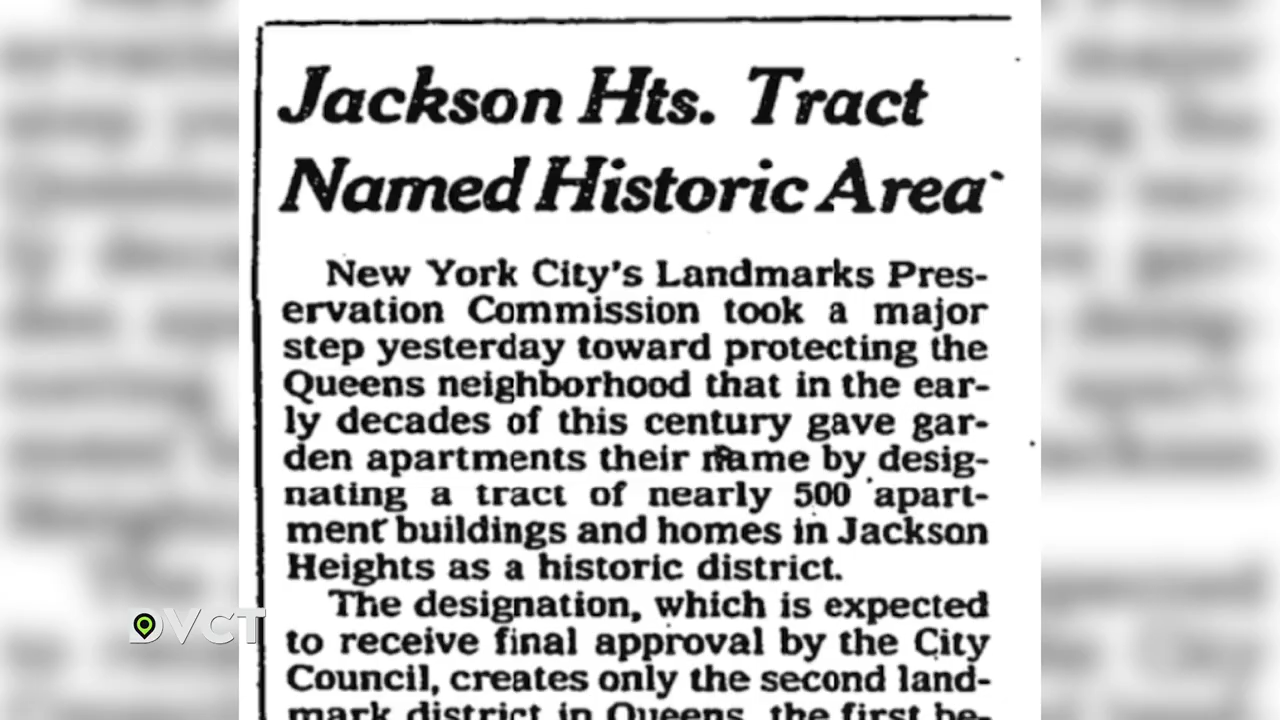 Jackson Hts. Tract
Named Historic Area
New York City's Landmarks Pres-
ervation Commission took a major
step yesterday toward protecting the
Queens neighborhood that in the ear-
ly decades of this century gave gar-
den apartments their name by desig-
nating a tract of nearly 500 apart-
ment buildings and homes in Jackson
Heights as a historic district.
The designation, which is expected
to receive final approval by the City
Council, creates only the second land-
mark district in Queens, the first be-
DVCT